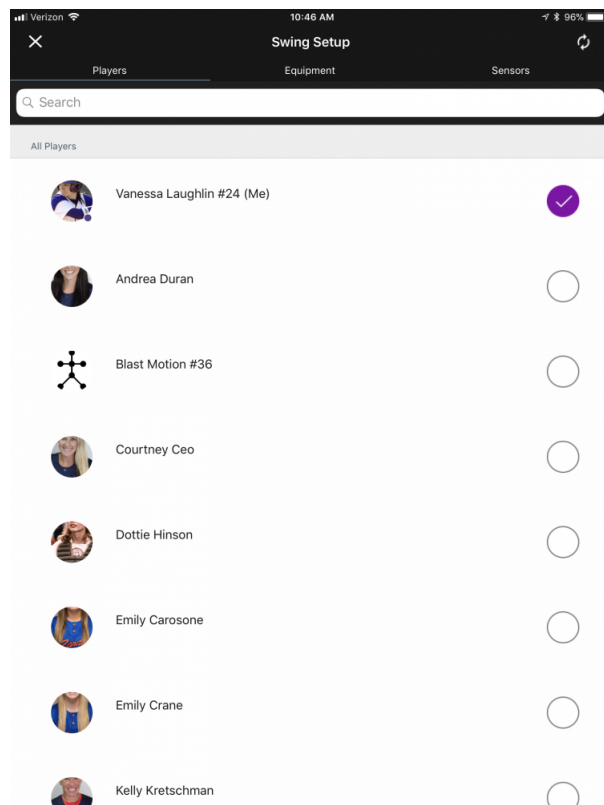 Verizon 10:46 AM 96%
Swing Setup
Players Equipment Sensors
Search
All Players
Vanessa Laughlin #24 (Me)
Andrea Duran
Blast Motion #36
Courtney Ceo
Dottie Hinson
Emily Carosone
Emily Crane
Kelly Kretschman